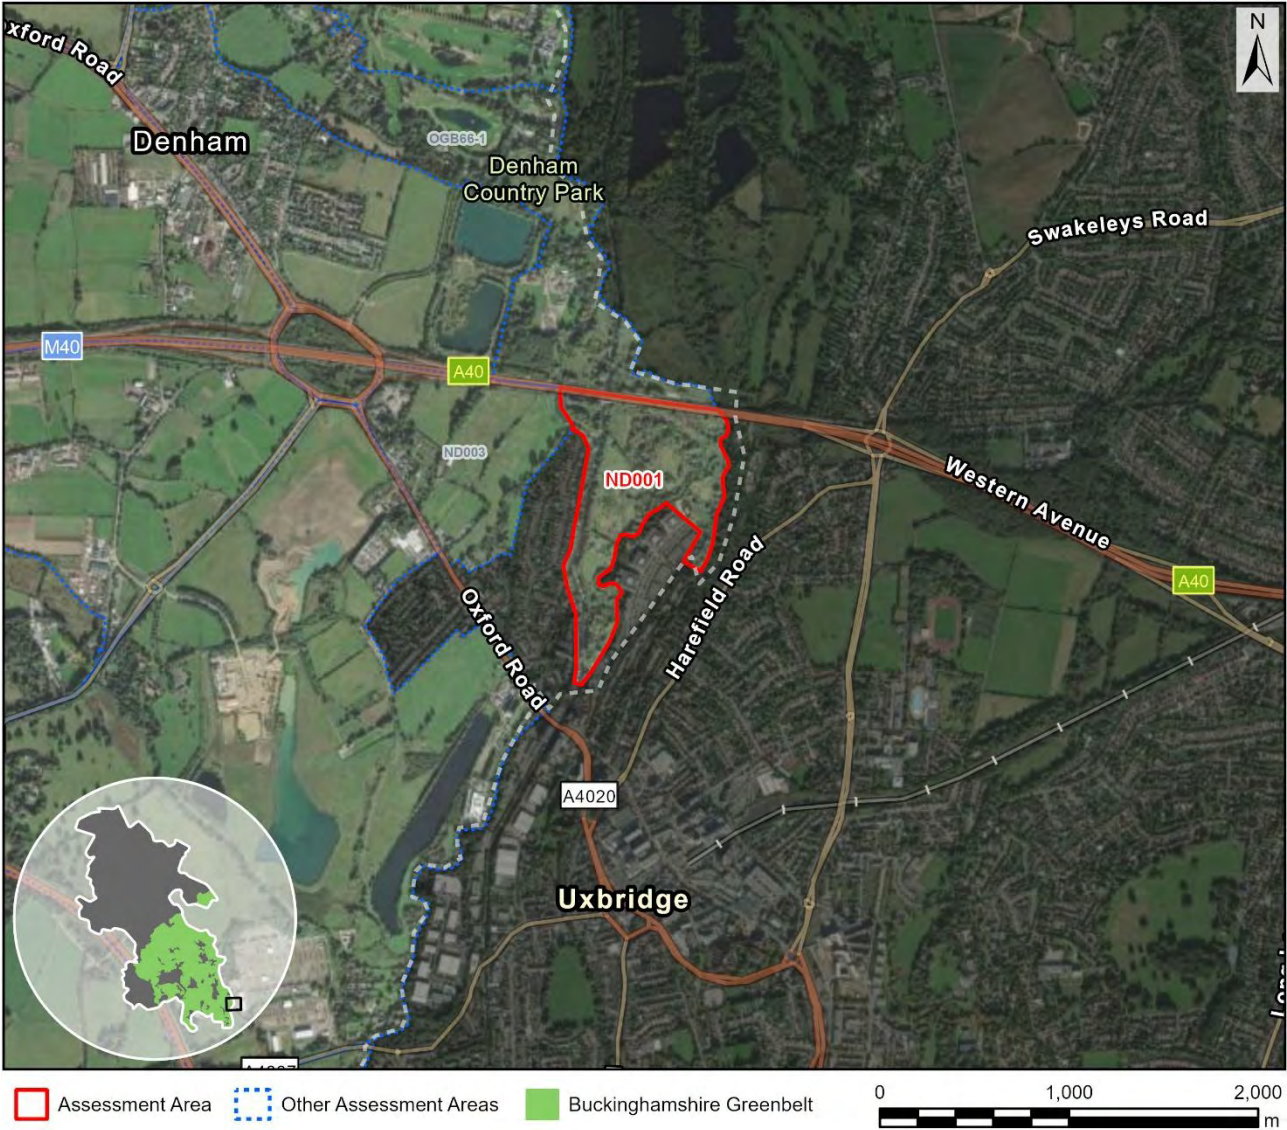 N
xford Road
Denham
OGB66-1
Denham
Country Park
Swakeleys Road
M40
A40
ND003
ND001
Western Avenue
A40
Harefield Road
Oxford Road
A4020
Uxbridge
Assessment Area
Other Assessment Areas
Buckinghamshire Greenbelt
0
1,000
2,000
m